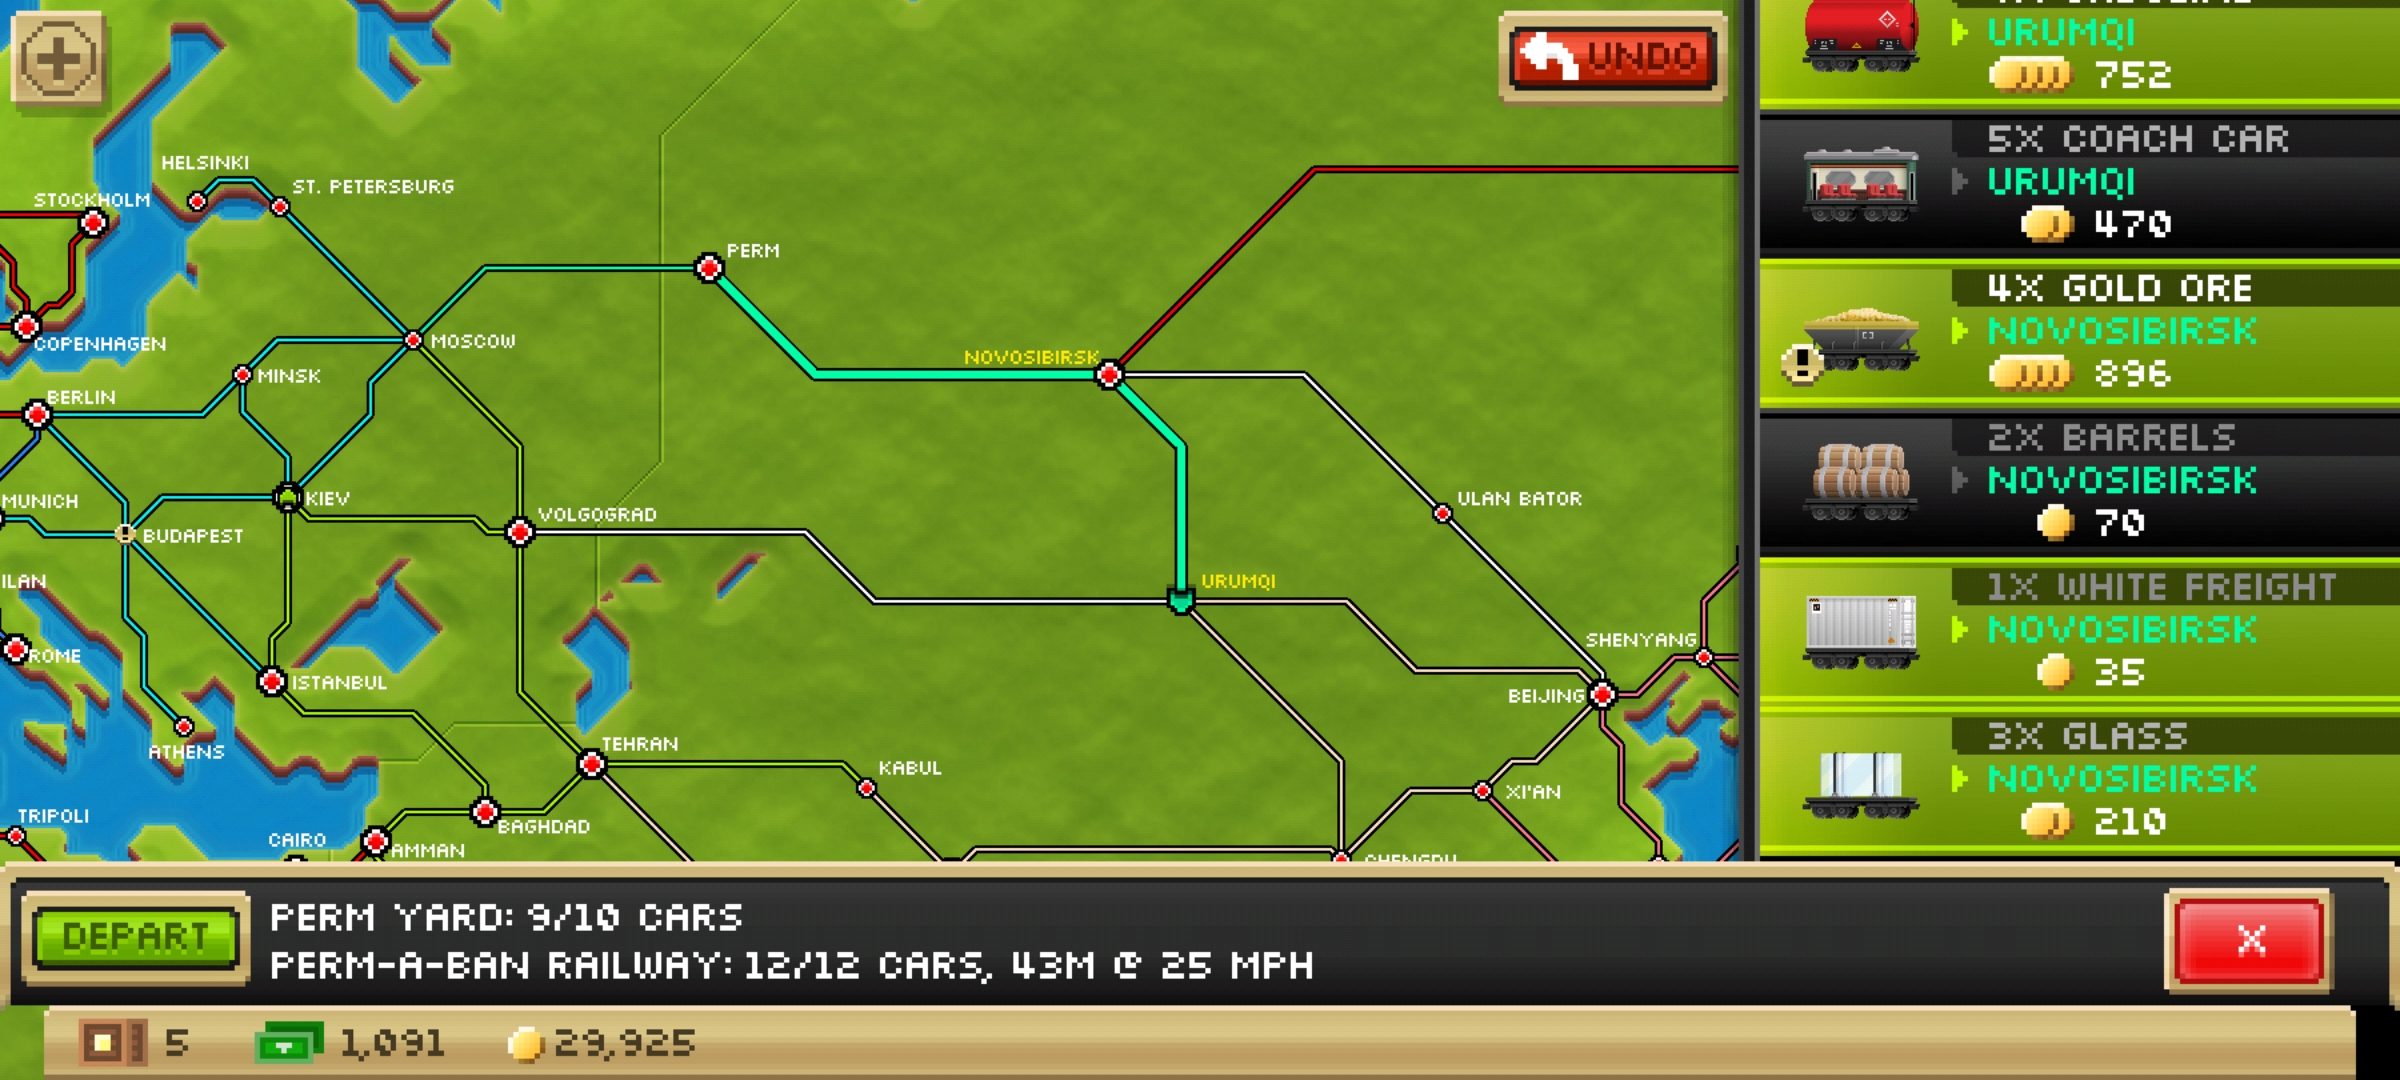 UNDO
HELSINKI
ST. PETERSBURG
STOCKHOLM
PERM
COPENHAGEN
MOSCOW
NOVOSIBIRSK
MINSK
BERLIN
MUNICH
KIEV
ULAN BATOR
VOLGOGRAD
BUDAPEST
ILAN
URUMQI
ROME
SHENYANG
ISTANBUL
BEIJING
ATHENS
TEHRAN
KABUL
XI'AN
TRIPOLI
BAGHDAD
CAIRO
AMMAN
URUMQI
752
5X COACH CAR
URUMQI
470
4X GOLD ORE
NOVOSIBIRSK
896
2X BARRELS
NOVOSIBIRSK
70
1X WHITE FREIGHT
NOVOSIBIRSK
35
3X GLASS
NOVOSIBIRSK
210
DEPART
PERM YARD: 9/10 CARS
PERM-A-BAN RAILWAY: 12/12 CARS, 43M @ 25 MPH
X
5 1,091 29,925